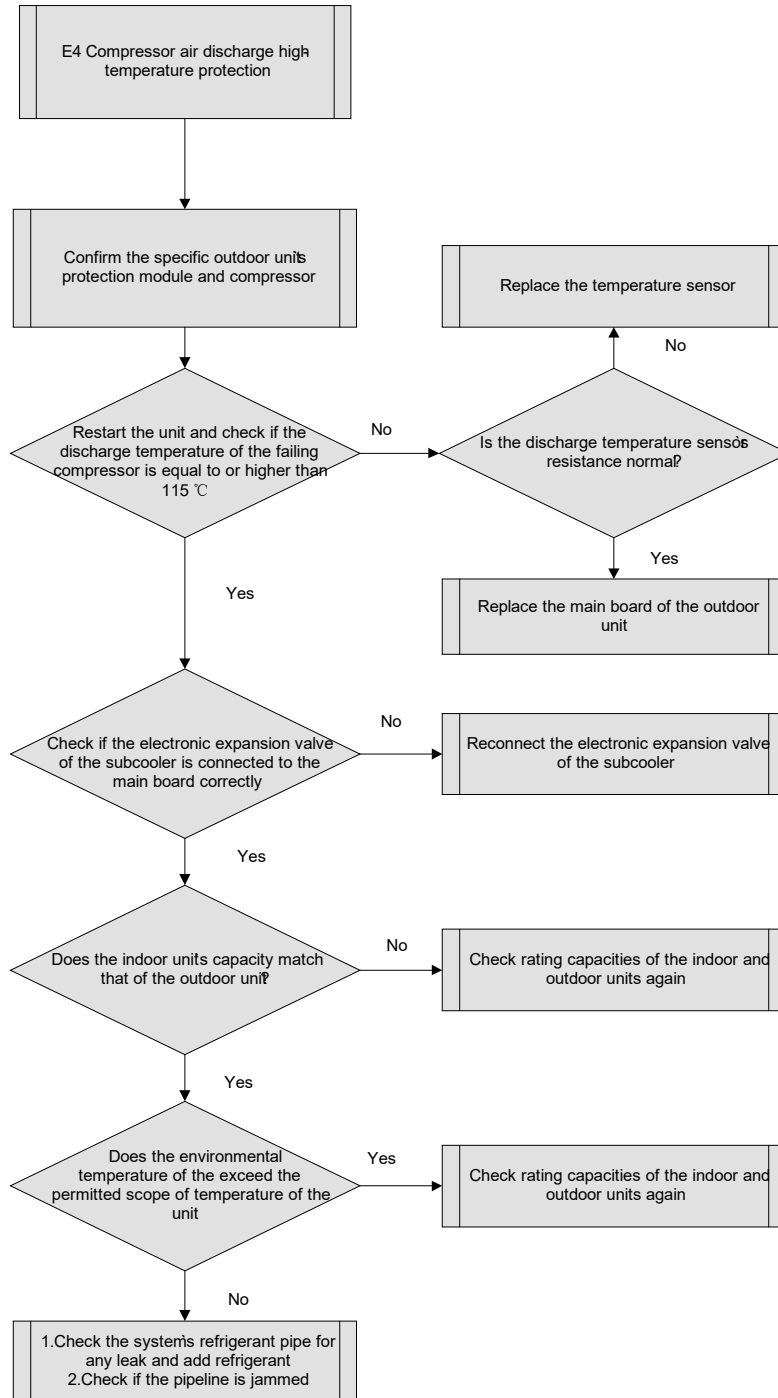 E4 Compressor air discharge high-
temperature protection
Confirm the specific outdoor unit's
protection module and compressor
Replace the temperature sensor
No
Restart the unit and check if the
discharge temperature of the failing
compressor is equal to or higher than
115 ℃
No
Is the discharge temperature sensor's
resistance normal?
Yes
Yes
Replace the main board of the outdoor
unit
Check if the electronic expansion valve
of the subcooler is connected to the
main board correctly
No
Reconnect the electronic expansion valve
of the subcooler
Yes
Does the indoor unit's capacity match
that of the outdoor unit?
No
Check rating capacities of the indoor and
outdoor units again
Yes
Does the environmental
temperature of the exceed the
permitted scope of temperature of the
unit
Yes
Check rating capacities of the indoor and
outdoor units again
No
1.Check the system's refrigerant pipe for
any leak and add refrigerant
2.Check if the pipeline is jammed